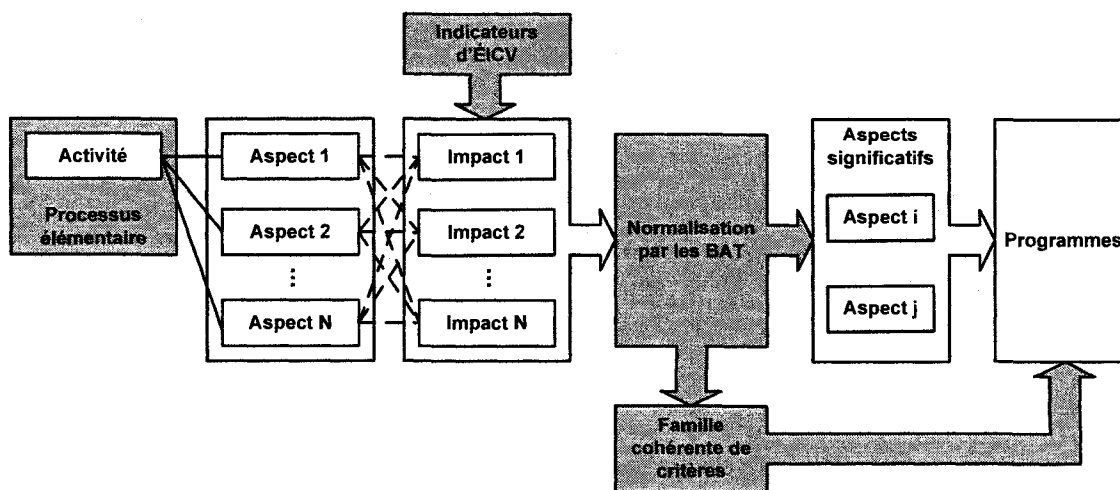 Indicateurs
d'ÉICV
Activité
Processus
élémentaire
Aspect 1
Aspect 2
⋮
Aspect N
Impact 1
Impact 2
⋮
Impact N
Normalisation
par les BAT
Famille
cohérente de
critères
Aspects
significatifs
Aspect i
Aspect j
Programmes